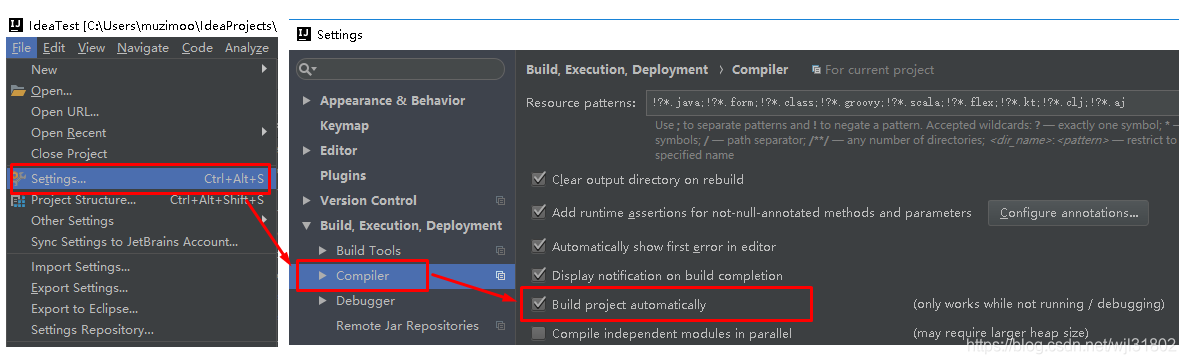 IdeaTest [C:\Users\muzimoo\IdeaProjects\
File Edit View Navigate Code Analyze
New
Open...
Open URL...
Open Recent
Close Project
Settings... Ctrl+Alt+S
Project Structure... Ctrl+Alt+Shift+S
Other Settings
Sync Settings to JetBrains Account...
Import Settings...
Export Settings...
Export to Eclipse...
Settings Repository...
Settings
Appearance & Behavior
Keymap
Editor
Plugins
Version Control
Build, Execution, Deployment
Build Tools
Compiler
Debugger
Remote Jar Repositories
Build, Execution, Deployment › Compiler For current project
Resource patterns: !?*.java;!?*.form;!?*.class;!?*.groovy;!?*.scala;!?*.flex;!?*.kt;!?*.clj;!?*.aj
Use ; to separate patterns and ! to negate a pattern. Accepted wildcards: ? — exactly one symbol; * —
symbols; / — path separator; /**/ — any number of directories; <dir_name>:<pattern> — restrict to
specified name
Clear output directory on rebuild
Add runtime assertions for not-null-annotated methods and parameters Configure annotations...
Automatically show first error in editor
Display notification on build completion
Build project automatically (only works while not running / debugging)
Compile independent modules in parallel (may require larger heap size)
https://blog.csdn.net/wjl31802